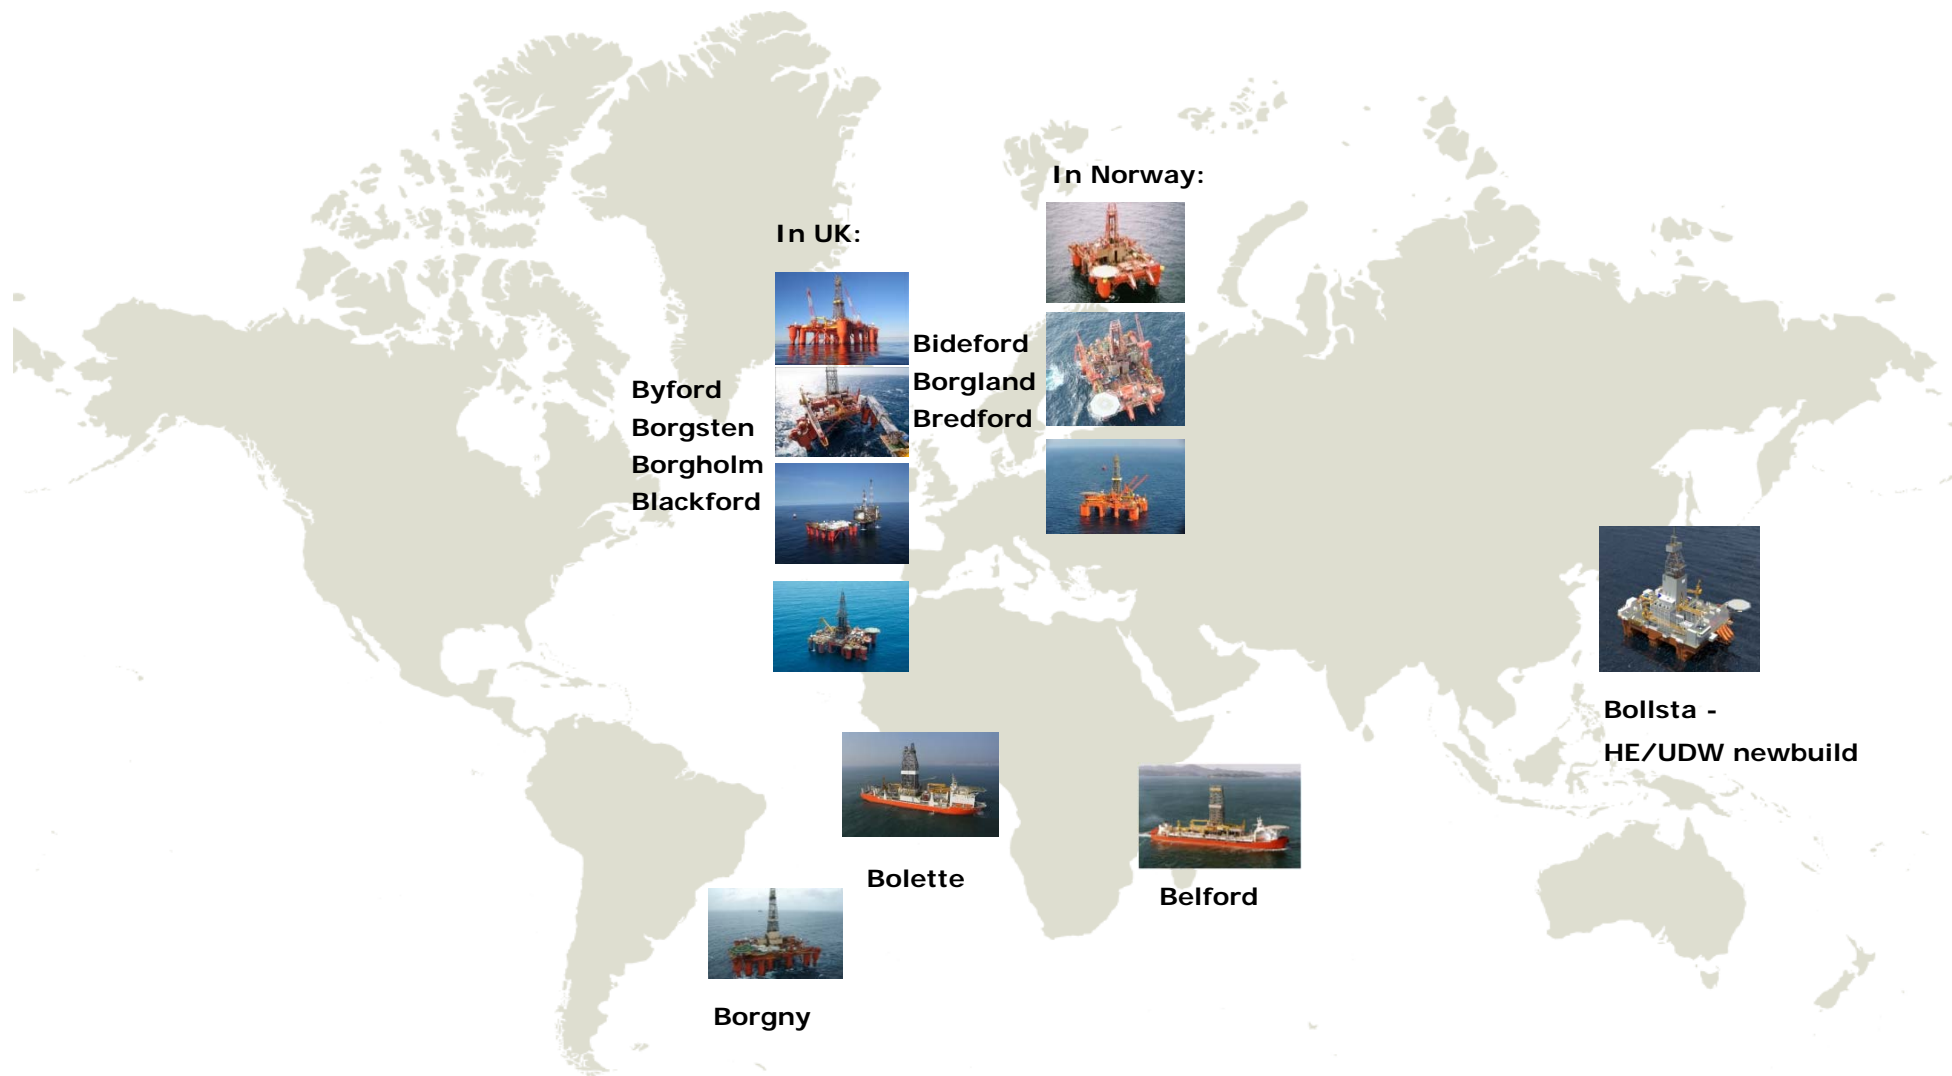 In Norway:
In UK:
Bideford
Borgland
Bredford
Byford
Borgsten
Borgholm
Blackford
Bollsta -
HE/UDW newbuild
Bolette
Belford
Borgny